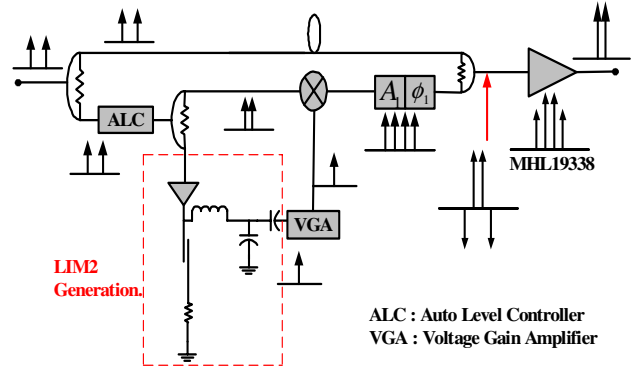 ALC
A1 ϕ1
MHL19338
VGA
LIM2
Generation.
ALC : Auto Level Controller
VGA : Voltage Gain Amplifier